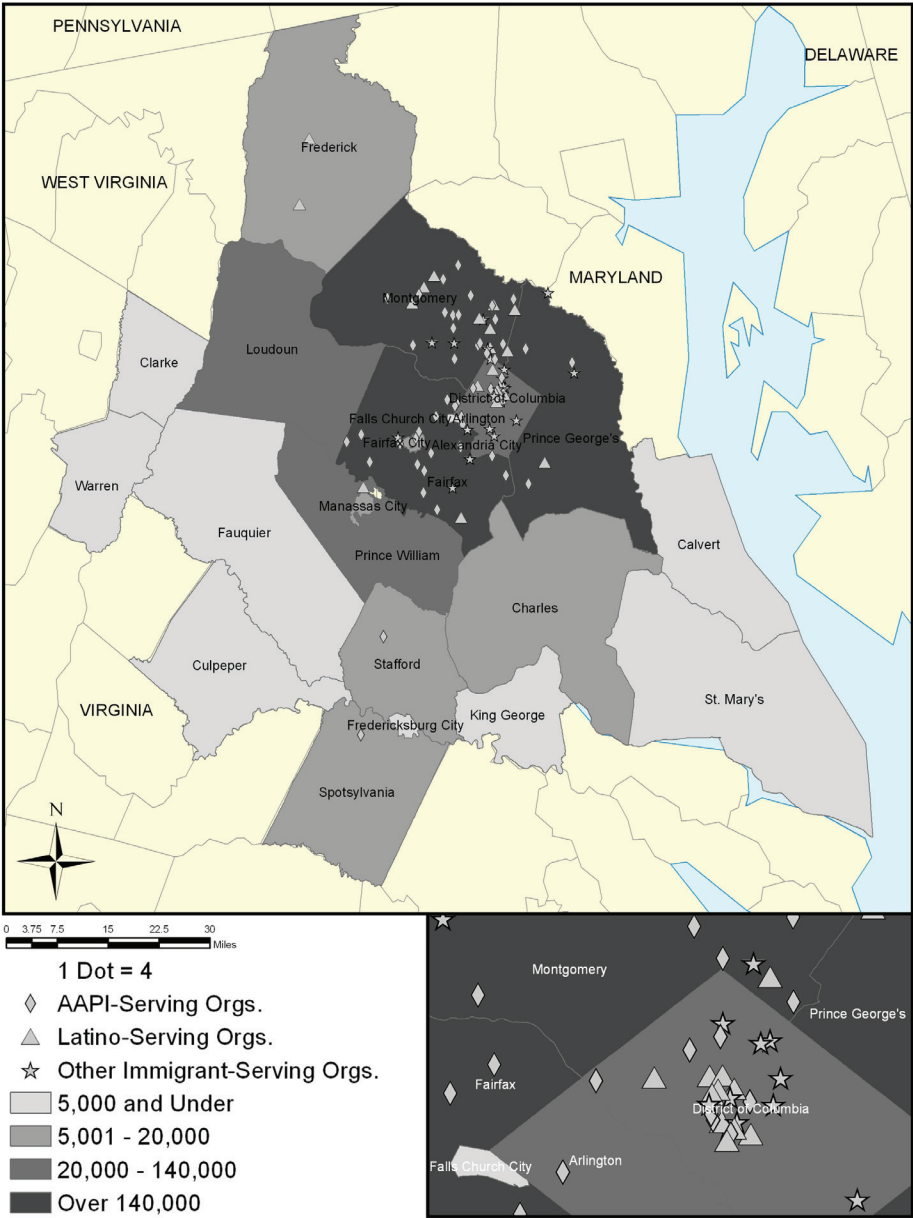 PENNSYLVANIA
DELAWARE
Frederick
WEST VIRGINIA
MARYLAND
Montgomery
Loudoun
Clarke
District of Columbia
Falls Church City
Arlington
Fairfax City
Alexandria City
Prince George's
Warren
Fairfax
Manassas City
Fauquier
Calvert
Prince William
Charles
Stafford
Culpeper
St. Mary's
VIRGINIA
King George
Fredericksburg City
Spotsylvania
N
0 3.75 7.5 15 22.5 30
Miles
1 Dot = 4
AAPI-Serving Orgs.
Latino-Serving Orgs.
Other Immigrant-Serving Orgs.
5,000 and Under
5,001 - 20,000
20,000 - 140,000
Over 140,000
Montgomery
Prince George's
Fairfax
District of Columbia
Falls Church City
Arlington